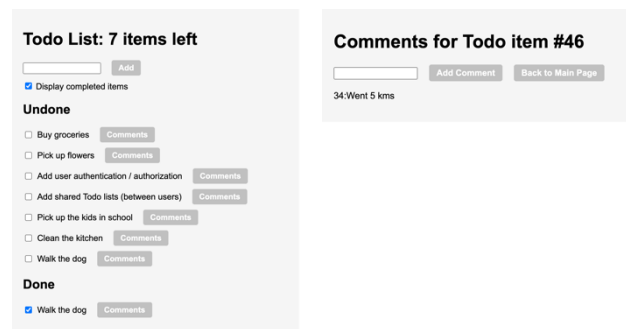 Todo List: 7 items left
Add
Display completed items
Undone
Buy groceries Comments
Pick up flowers Comments
Add user authentication / authorization Comments
Add shared Todo lists (between users) Comments
Pick up the kids in school Comments
Clean the kitchen Comments
Walk the dog Comments
Done
Walk the dog Comments
Comments for Todo item #46
Add Comment Back to Main Page
34:Went 5 kms